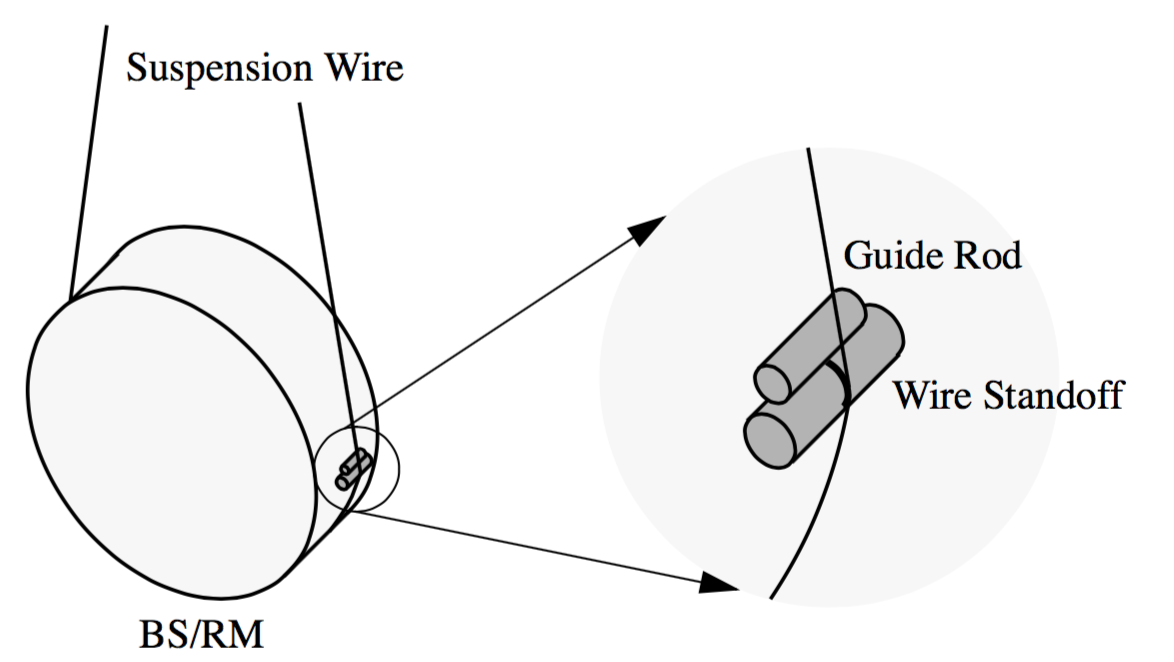 Suspension Wire
Guide Rod
Wire Standoff
BS/RM